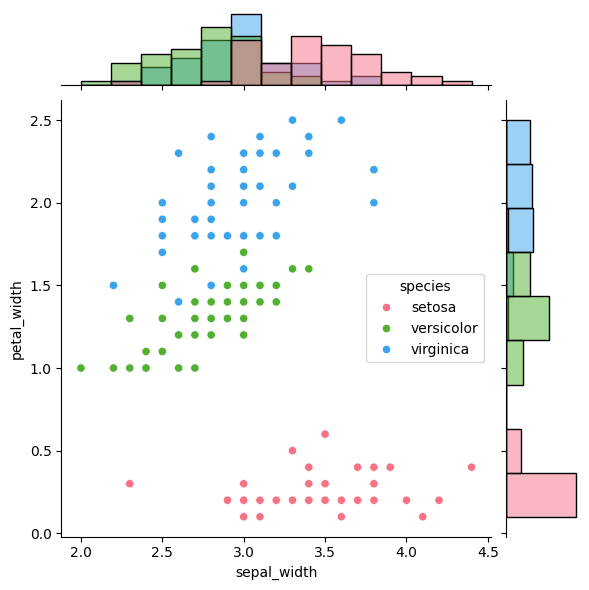 2.5
2.0
1.5
1.0
0.5
0.0
petal_width
species
setosa
versicolor
virginica
2.0 2.5 3.0 3.5 4.0 4.5
sepal_width